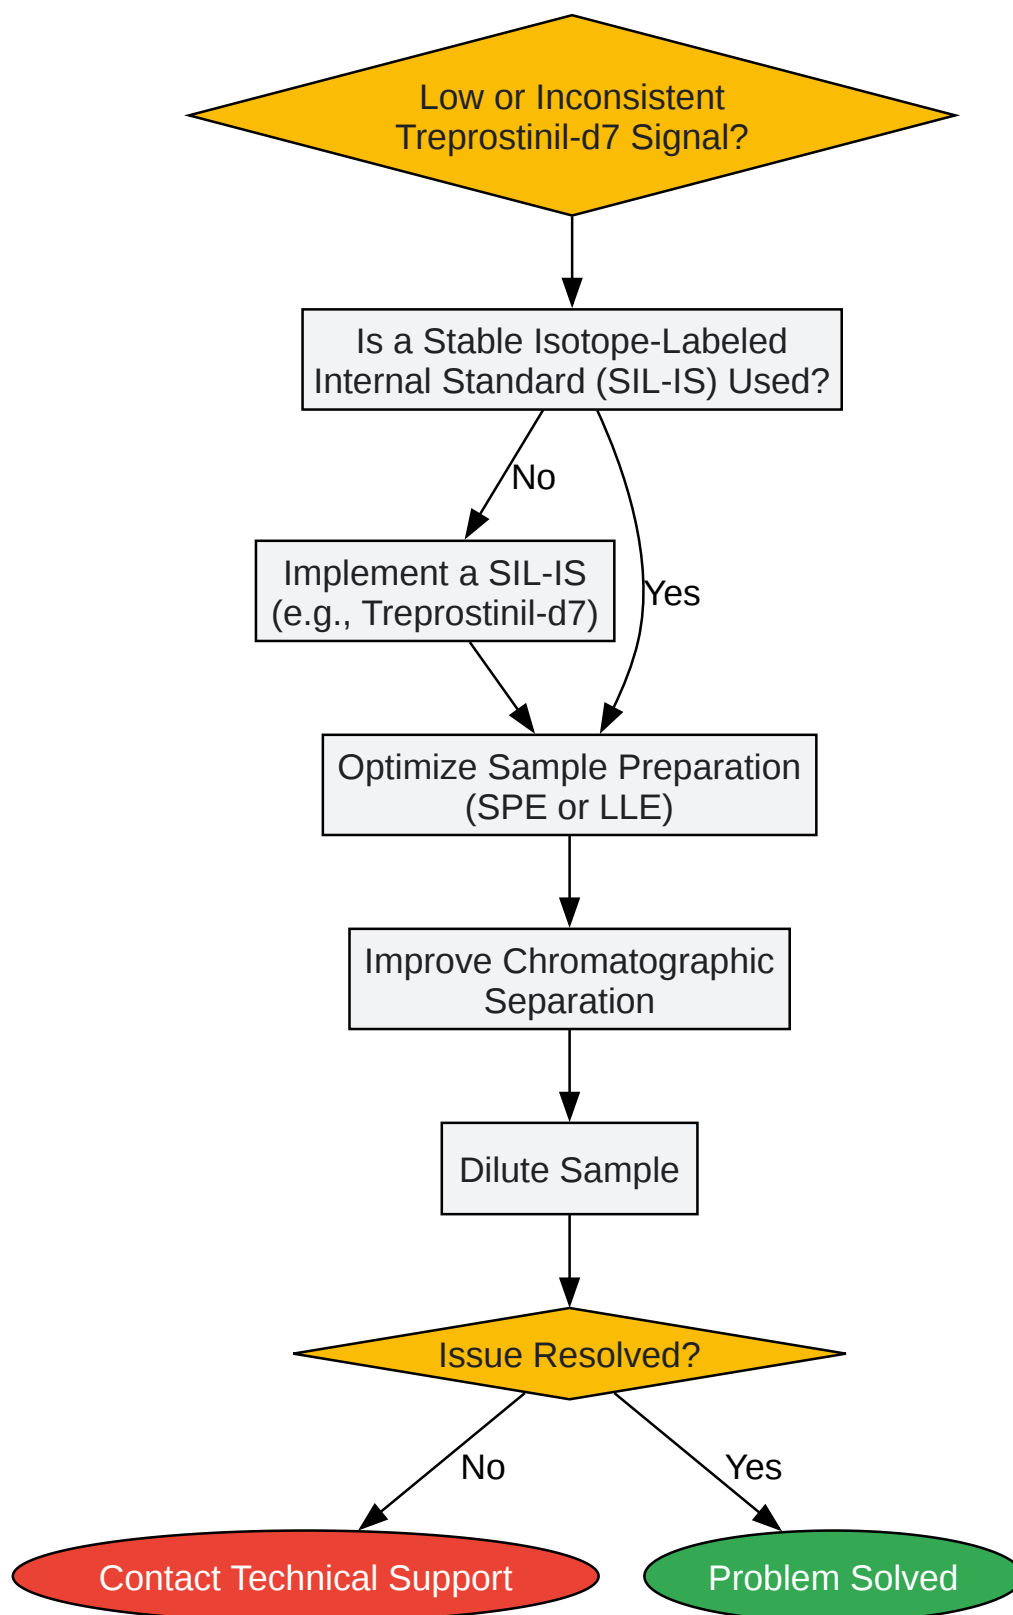 Low or Inconsistent
Treprostinil-d7 Signal?
Is a Stable Isotope-Labeled
Internal Standard (SIL-IS) Used?
No
Implement a SIL-IS
(e.g., Treprostinil-d7)
Yes
Optimize Sample Preparation
(SPE or LLE)
Improve Chromatographic
Separation
Dilute Sample
Issue Resolved?
No
Yes
Contact Technical Support
Problem Solved